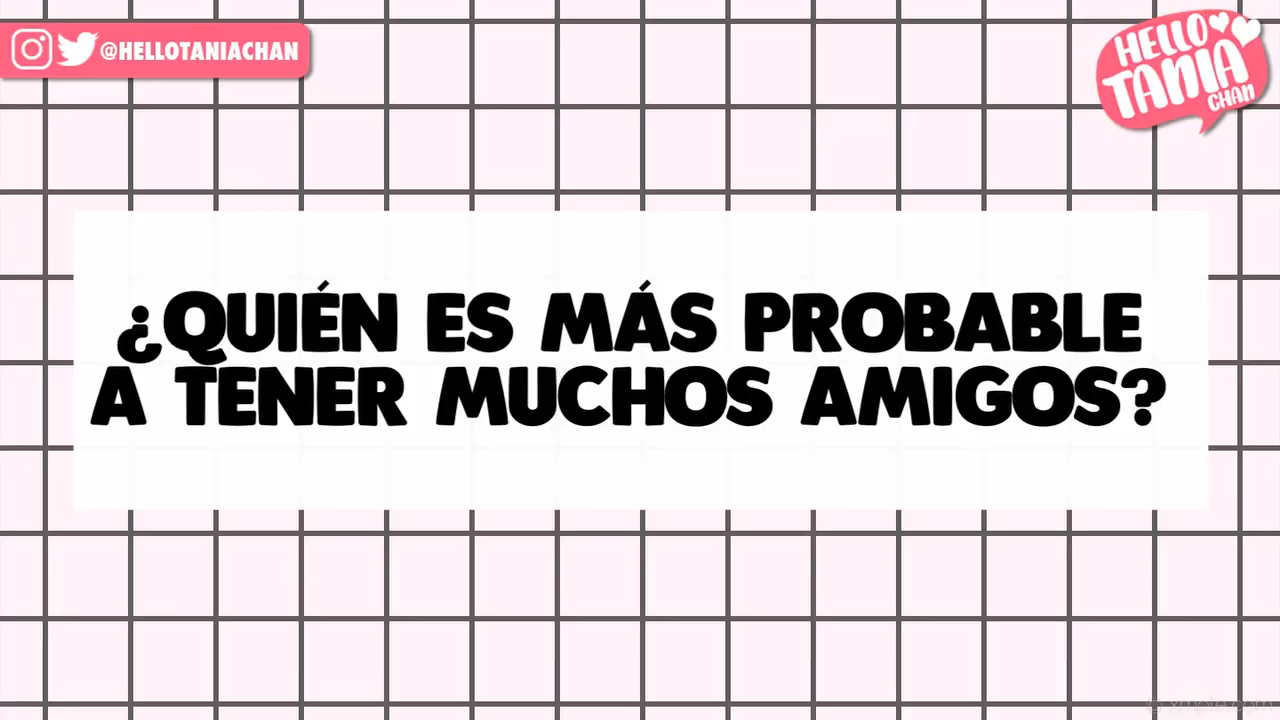 @HELLOTANIACHAN
HELLO
TANIA
CHAN
¿QUIÉN ES MÁS PROBABLE
A TENER MUCHOS AMIGOS?